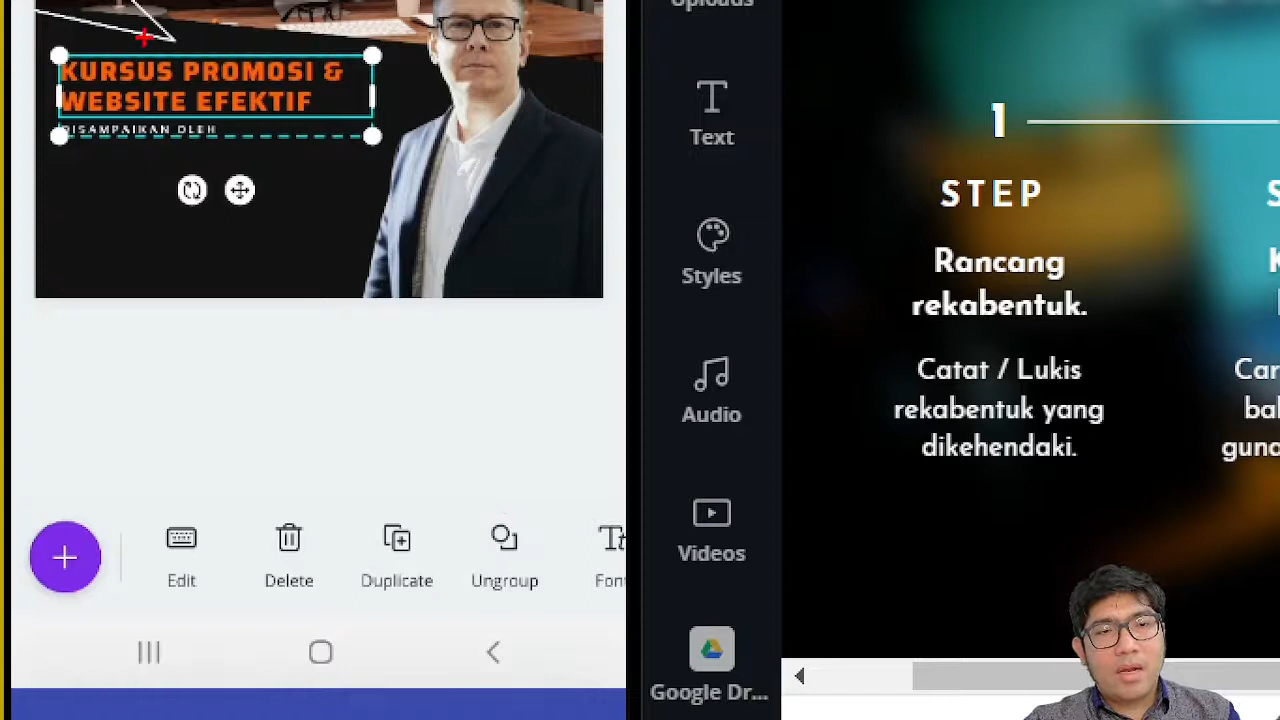 KURSUS PROMOSI &
WEBSITE EFEKTIF
DISAMPAIKAN OLEH
Edit
Delete
Duplicate
Ungroup
Uploads
Text
Styles
Audio
Videos
Google Dr...
1
STEP
Rancang
rekabentuk.
Catat / Lukis
rekabentuk yang
dikehendaki.